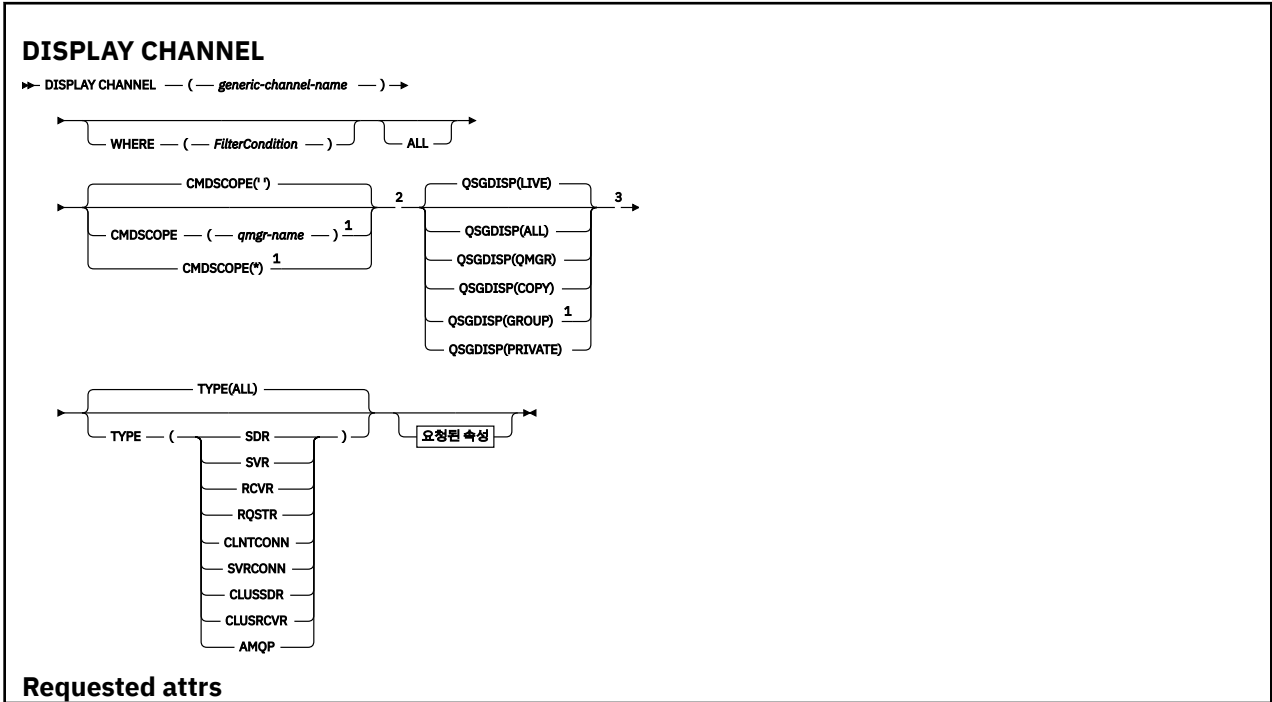 DISPLAY CHANNEL
DISPLAY CHANNEL ( generic-channel-name )
WHERE ( FilterCondition ) ALL
CMDSCOPE(' ') 2 QSGDISP(LIVE) 3
CMDSCOPE ( qmgr-name ) 1 QSGDISP(ALL)
CMDSCOPE(*) 1 QSGDISP(QMGR)
QSGDISP(COPY)
QSGDISP(GROUP) 1
QSGDISP(PRIVATE)
TYPE(ALL)
TYPE ( SDR ) 요청된 속성
SVR
RCVR
RQSTR
CLNTCONN
SVRCONN
CLUSSDR
CLUSRCVR
AMQP
Requested attrs